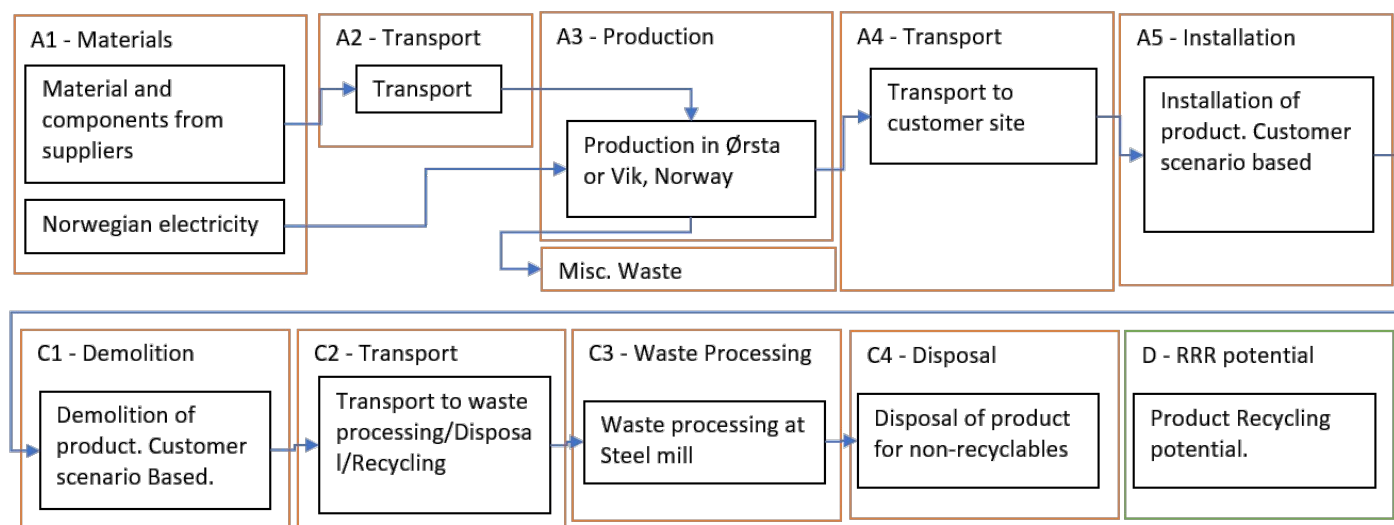 A1 - Materials
Material and
components from
suppliers
Norwegian electricity
A2 - Transport
Transport
A3 - Production
Production in Ørsta
or Vik, Norway
Misc. Waste
A4 - Transport
Transport to
customer site
A5 - Installation
Installation of
product. Customer
scenario based
C1 - Demolition
Demolition of
product. Customer
scenario Based.
C2 - Transport
Transport to waste
processing/Disposa
l/Recycling
C3 - Waste Processing
Waste processing at
Steel mill
C4 - Disposal
Disposal of product
for non-recyclables
D - RRR potential
Product Recycling
potential.